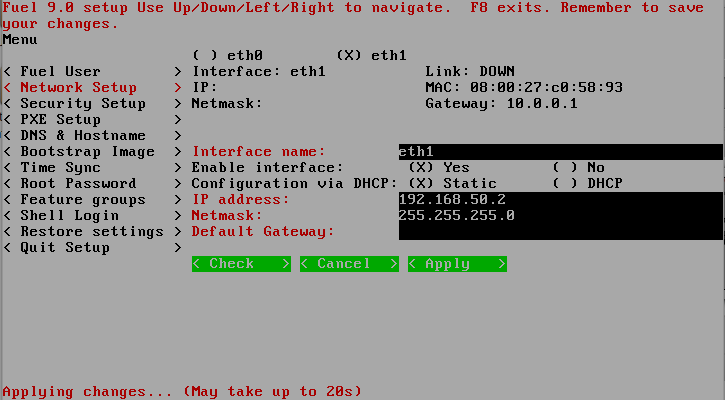 Fuel 9.0 setup Use Up/Down/Left/Right to navigate.  F8 exits. Remember to save
your changes.
Menu
( ) eth0 (X) eth1
< Fuel User > Interface: eth1 Link: DOWN
< Network Setup > IP: MAC: 08:00:27:c0:58:93
< Security Setup > Netmask: Gateway: 10.0.0.1
< PXE Setup >
< DNS & Hostname >
< Bootstrap Image > Interface name: eth1
< Time Sync > Enable interface: (X) Yes ( ) No
< Root Password > Configuration via DHCP: (X) Static ( ) DHCP
< Feature groups > IP address: 192.168.50.2
< Shell Login > Netmask: 255.255.255.0
< Restore settings > Default Gateway:
< Quit Setup >
< Check > < Cancel > < Apply >
Applying changes... (May take up to 20s)